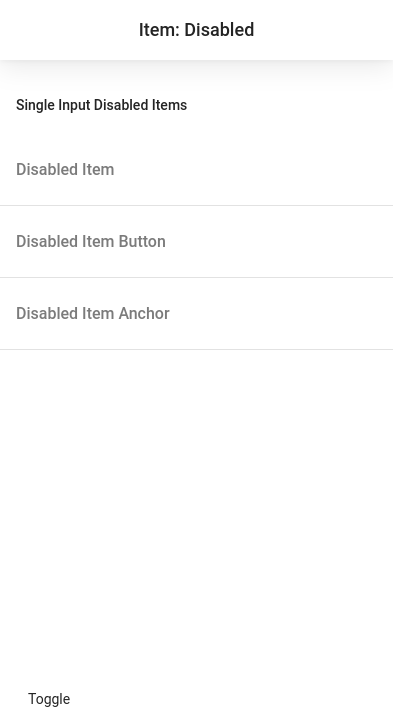 Item: Disabled
Single Input Disabled Items
Disabled Item
Disabled Item Button
Disabled Item Anchor
Toggle